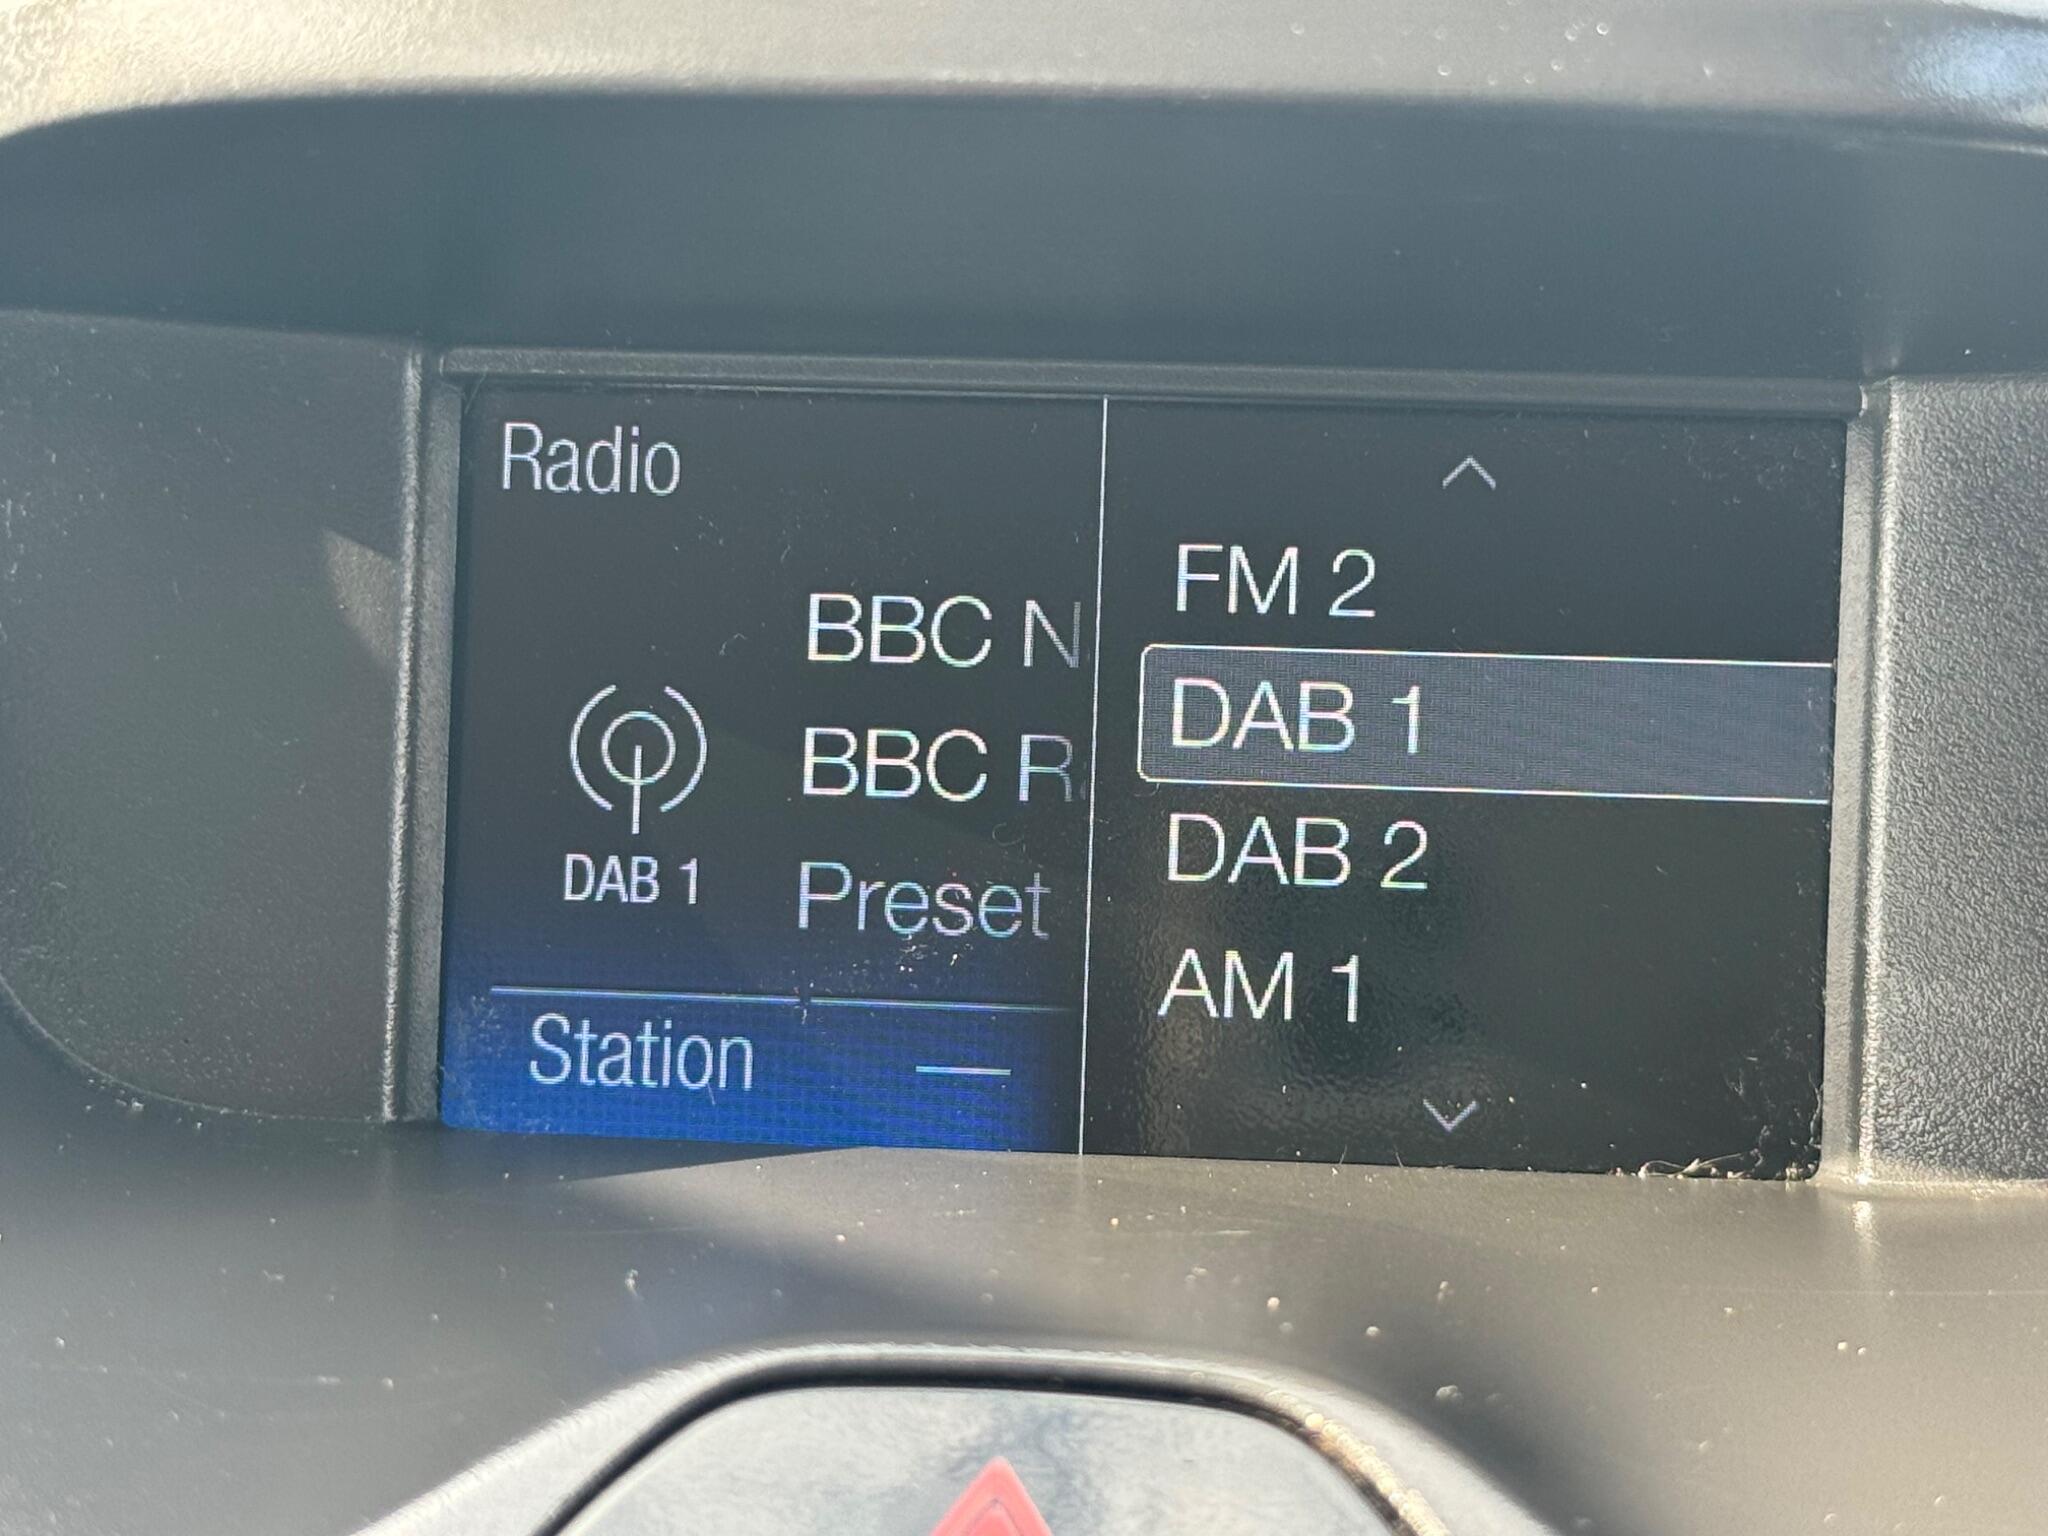 Radio
BBC N
BBC R
DAB 1
Preset
Station
FM 2
DAB 1
DAB 2
AM 1